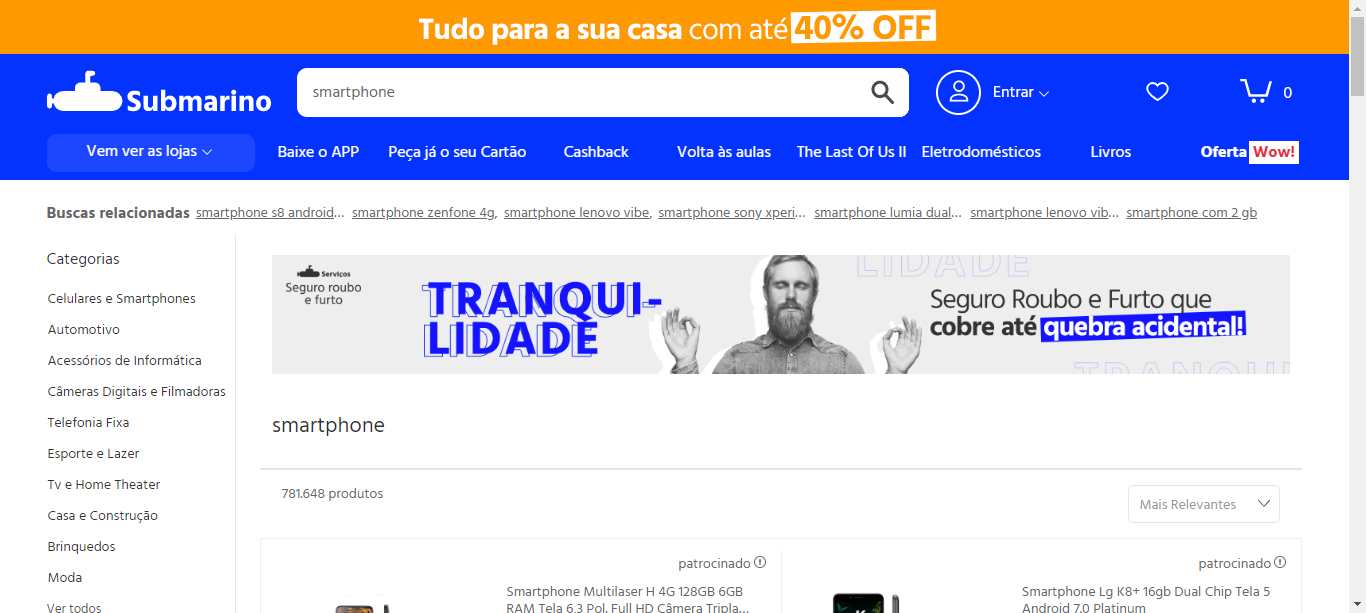 Tudo para a sua casa com até 40% OFF
Submarino
smartphone
Entrar
0
Vem ver as lojas
Baixe o APP
Peça já o seu Cartão
Cashback
Volta às aulas
The Last Of Us II
Eletrodomésticos
Livros
Oferta Wow!
Buscas relacionadas smartphone s8 android... smartphone zenfone 4g, smartphone lenovo vibe, smartphone sony xperi... smartphone lumia dual... smartphone lenovo vib... smartphone com 2 gb
Categorias
Celulares e Smartphones
Automotivo
Acessórios de Informática
Câmeras Digitais e Filmadoras
Telefonia Fixa
Esporte e Lazer
Tv e Home Theater
Casa e Construção
Brinquedos
Moda
Ver todos
Serviços
Seguro roubo
e furto
TRANQUI-
LIDADE
LIDADE
Seguro Roubo e Furto que
cobre até quebra acidental!
TRANQUI
smartphone
781.648 produtos
Mais Relevantes
patrocinado
Smartphone Multilaser H 4G 128GB 6GB
RAM Tela 6.3 Pol. Full HD Câmera Tripla...
patrocinado
Smartphone Lg K8+ 16gb Dual Chip Tela 5
Android 7.0 Platinum